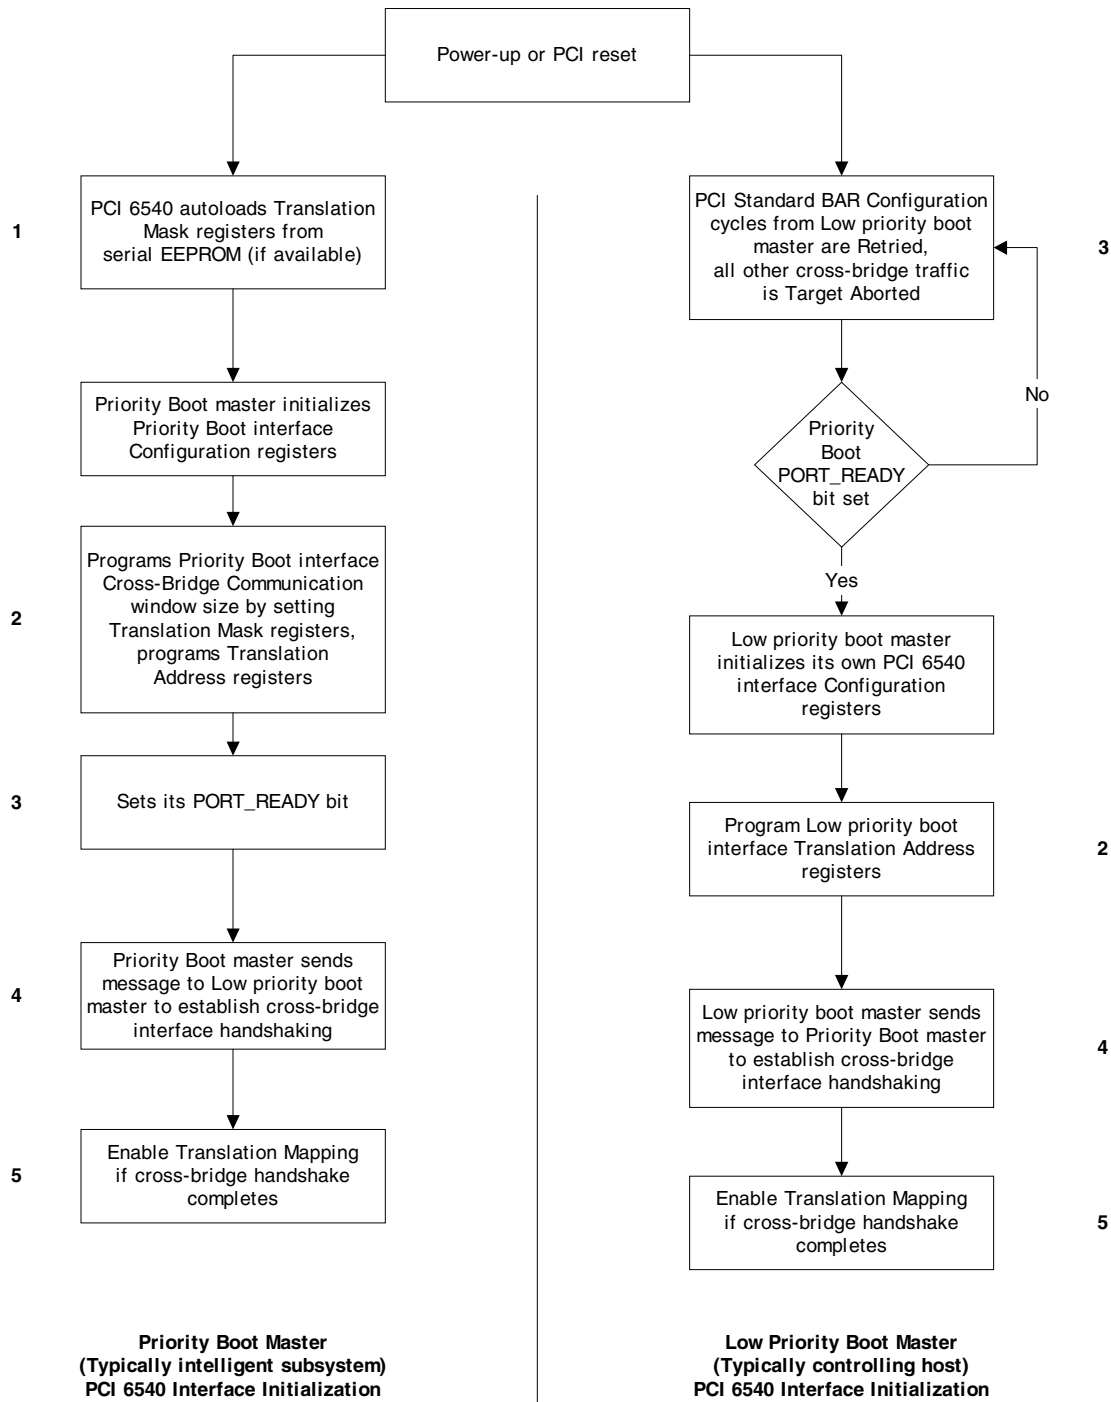 Power-up or PCI reset
1
PCI 6540 autoloads Translation
Mask registers from
serial EEPROM (if available)
Priority Boot master initializes
Priority Boot interface
Configuration registers
2
Programs Priority Boot interface
Cross-Bridge Communication
window size by setting
Translation Mask registers,
programs Translation
Address registers
3
Sets its PORT_READY bit
4
Priority Boot master sends
message to Low priority boot
master to establish cross-bridge
interface handshaking
5
Enable Translation Mapping
if cross-bridge handshake
completes
Priority Boot Master
(Typically intelligent subsystem)
PCI 6540 Interface Initialization
PCI Standard BAR Configuration
cycles from Low priority boot
master are Retried,
all other cross-bridge traffic
is Target Aborted
3
No
Priority
Boot
PORT_READY
bit set
Yes
Low priority boot master
initializes its own PCI 6540
interface Configuration
registers
Program Low priority boot
interface Translation Address
registers
2
Low priority boot master sends
message to Priority Boot master
to establish cross-bridge
interface handshaking
4
Enable Translation Mapping
if cross-bridge handshake
completes
5
Low Priority Boot Master
(Typically controlling host)
PCI 6540 Interface Initialization